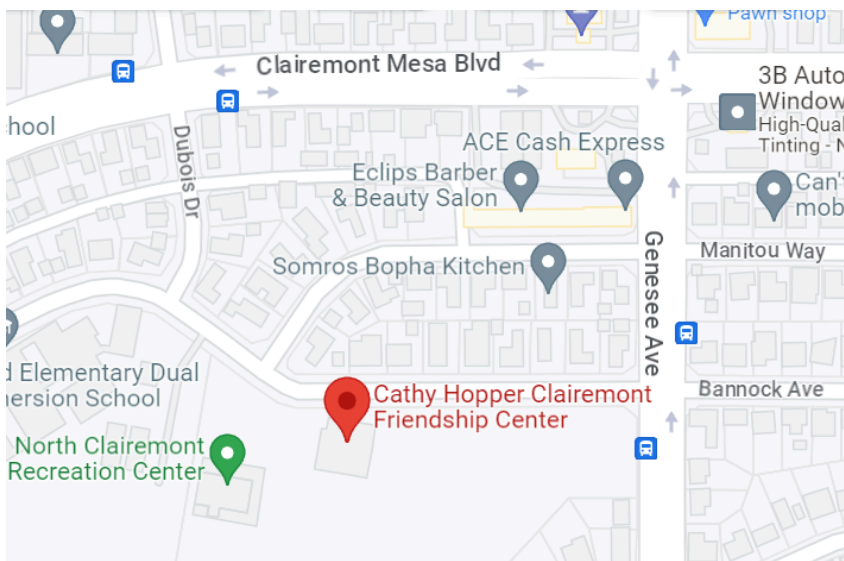 Pawn shop
Clairemont Mesa Blvd
3B Auto
Window
High-Qual
Tinting - N
hool
Dubois Dr
ACE Cash Express
Eclips Barber
& Beauty Salon
Can't
mob
Genesee Ave
Manitou Way
Somros Bopha Kitchen
d Elementary Dual
nersion School
Bannock Ave
Cathy Hopper Clairemont
Friendship Center
North Clairemont
Recreation Center